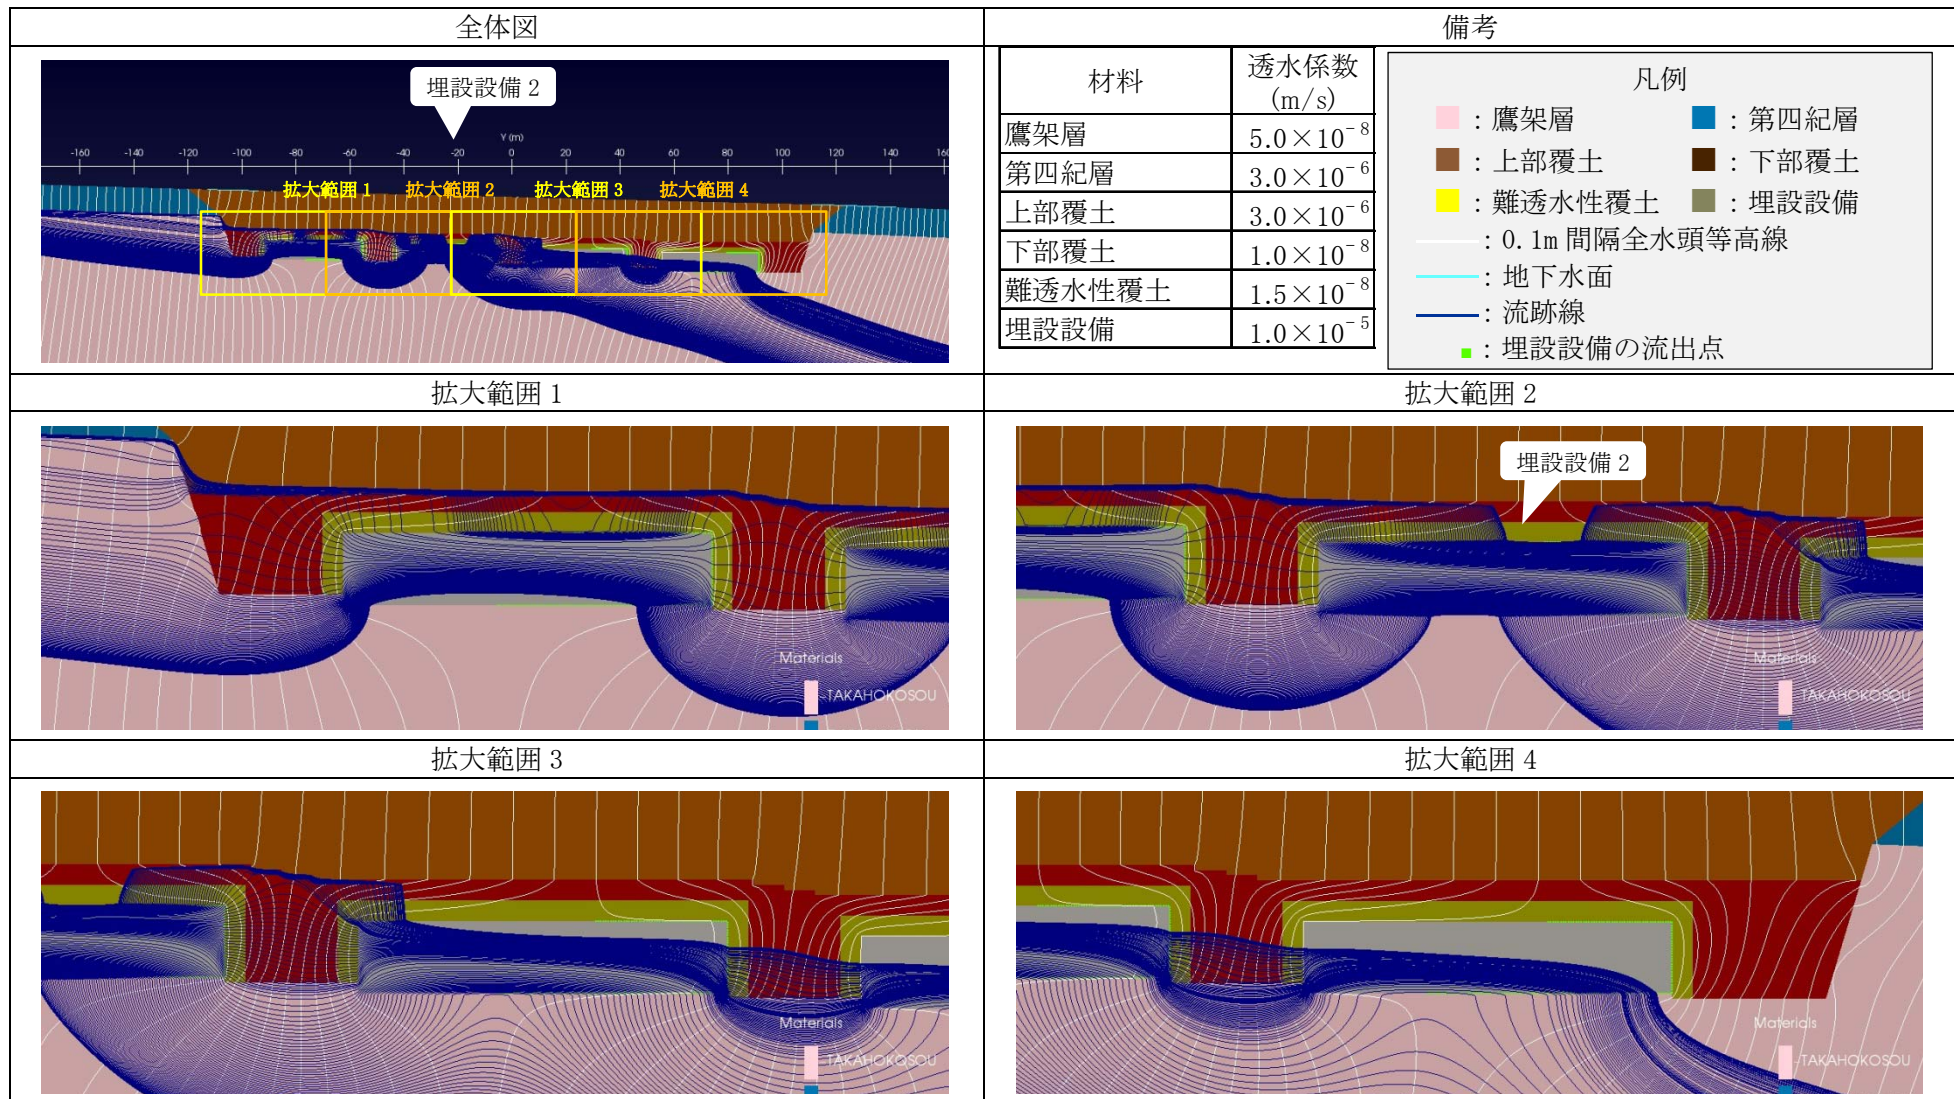 全体図
備考
埋設設備 2
Y (m)
-160 -140 -120 -100 -80 -60 -40 -20 0 20 40 60 80 100 120 140 160
拡大範囲 1 拡大範囲 2 拡大範囲 3 拡大範囲 4
材料 透水係数
(m/s)
鷹架層 5.0×10⁻⁸
第四紀層 3.0×10⁻⁶
上部覆土 3.0×10⁻⁶
下部覆土 1.0×10⁻⁸
難透水性覆土 1.5×10⁻⁸
埋設設備 1.0×10⁻⁵
凡例
：鷹架層 ：第四紀層
：上部覆土 ：下部覆土
：難透水性覆土 ：埋設設備
：0.1m 間隔全水頭等高線
：地下水面
：流跡線
：埋設設備の流出点
拡大範囲 1
拡大範囲 2
Materials
TAKAHOKOSOU
埋設設備 2
Materials
TAKAHOKOSOU
拡大範囲 3
拡大範囲 4
Materials
TAKAHOKOSOU
Materials
TAKAHOKOSOU